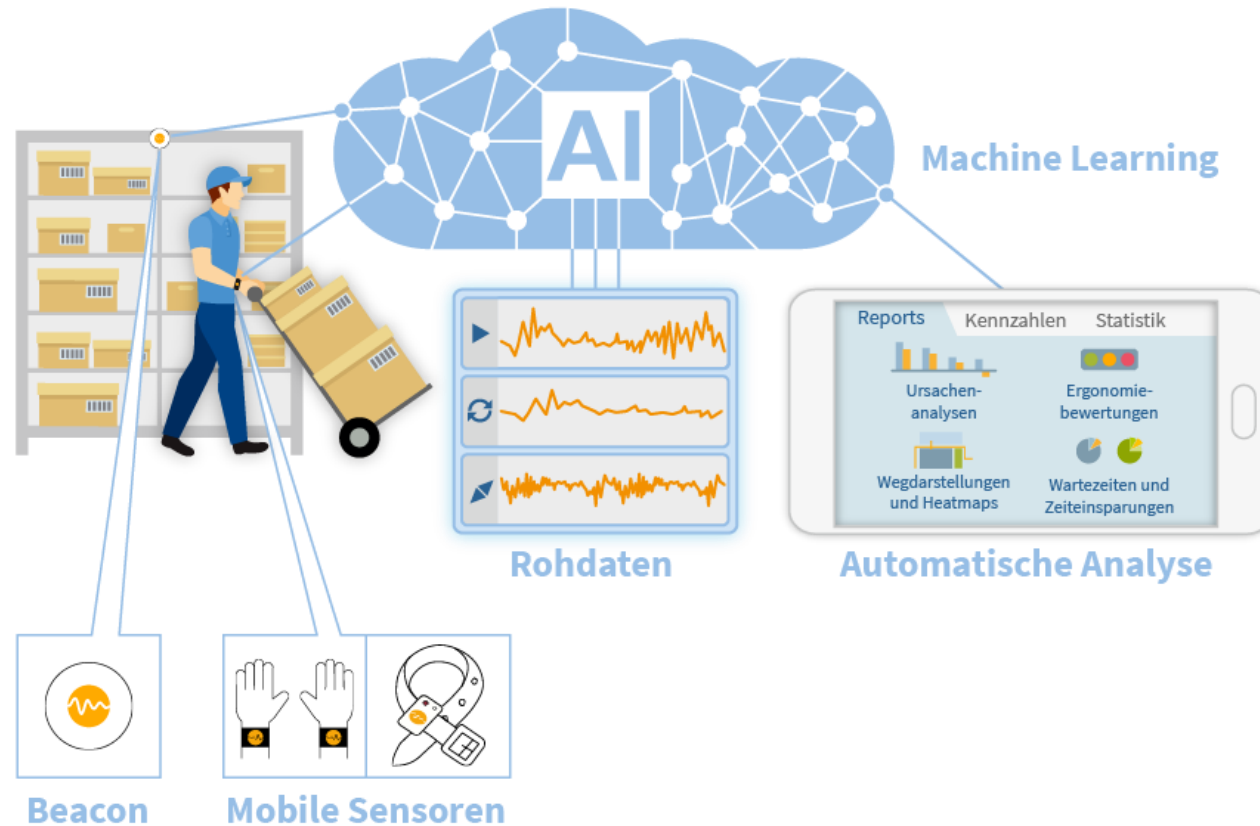 AI
Machine Learning
Reports
Kennzahlen
Statistik
Ursachen-
analysen
Ergonomie-
bewertungen
Wegdarstellungen
und Heatmaps
Wartezeiten und
Zeiteinsparungen
Rohdaten
Automatische Analyse
Beacon
Mobile Sensoren